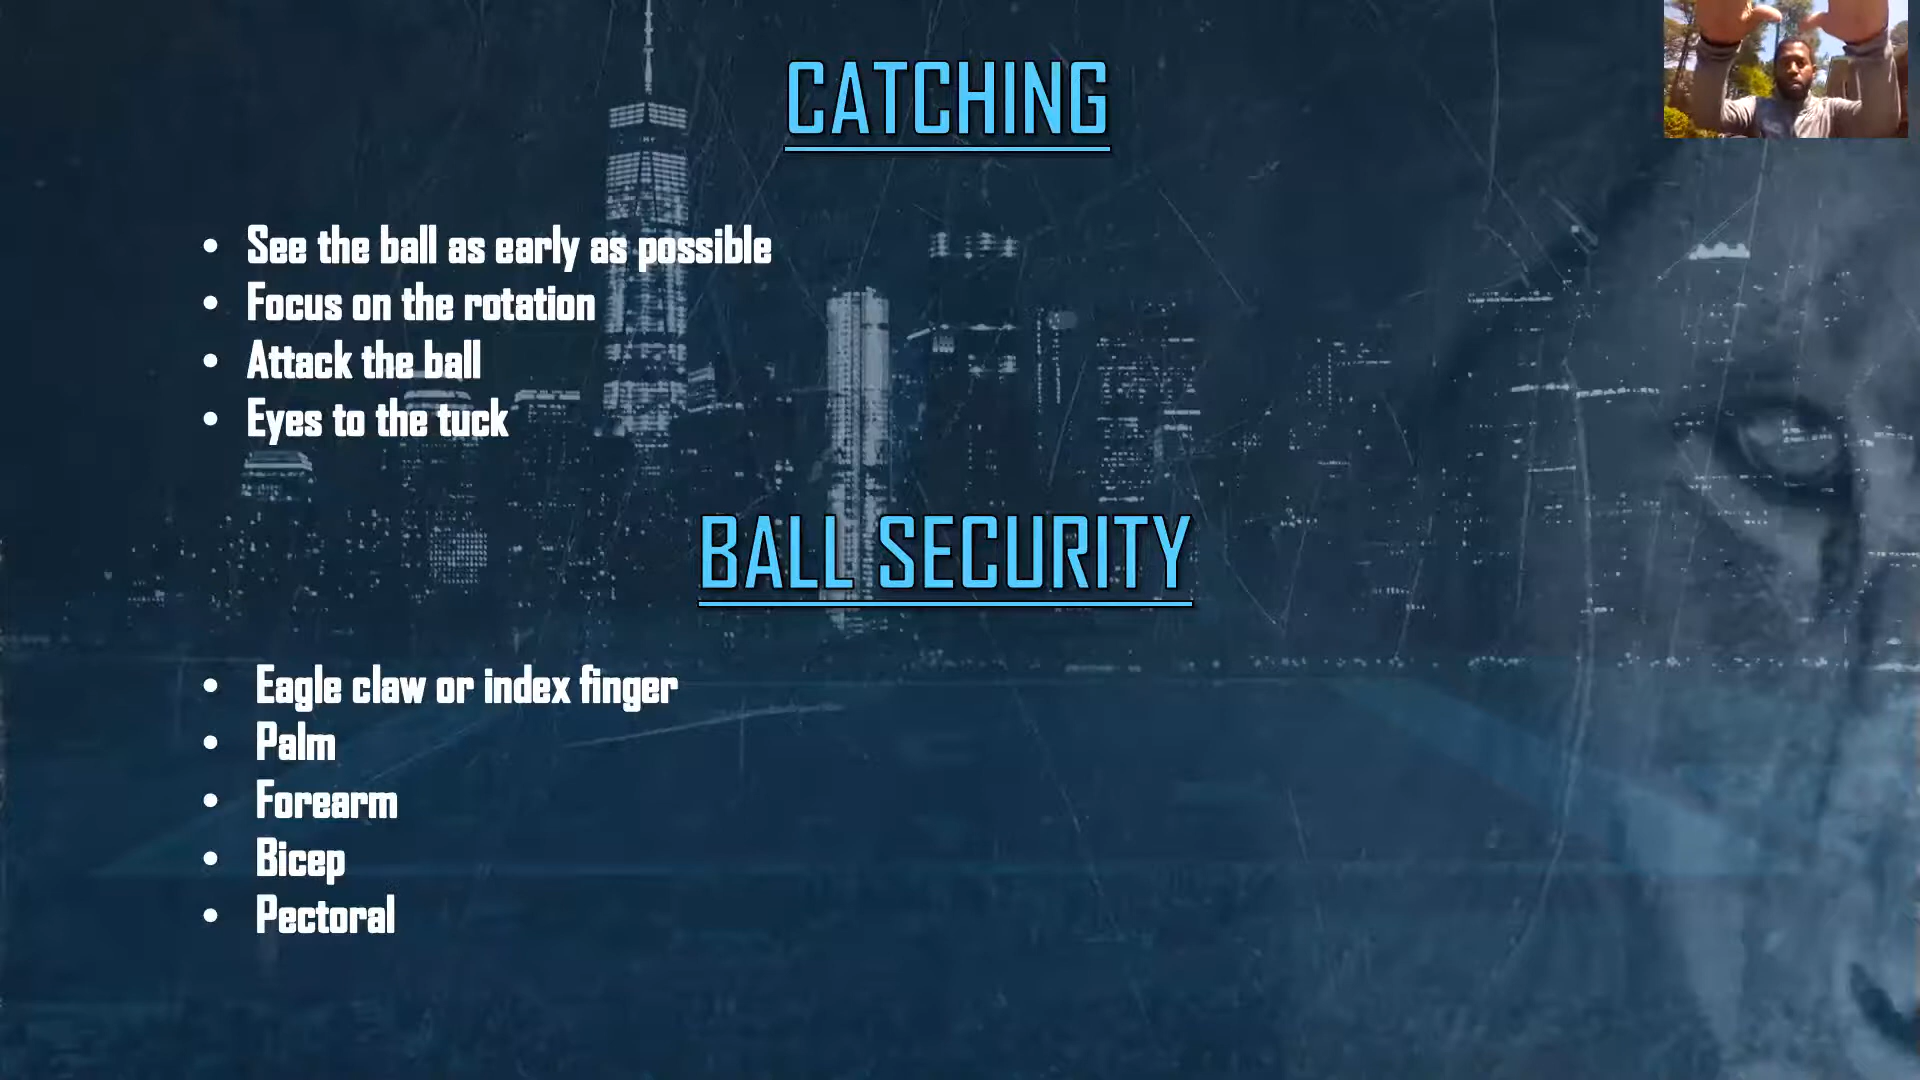 CATCHING
See the ball as early as possible
Focus on the rotation
Attack the ball
Eyes to the tuck
BALL SECURITY
Eagle claw or index finger
Palm
Forearm
Bicep
Pectoral